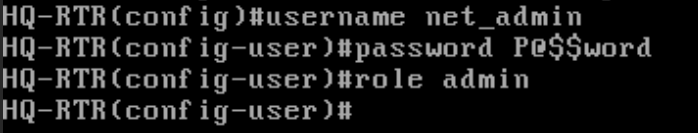 HQ-RTR(config)#username net_admin
HQ-RTR(config-user)#password P@$$word
HQ-RTR(config-user)#role admin
HQ-RTR(config-user)#